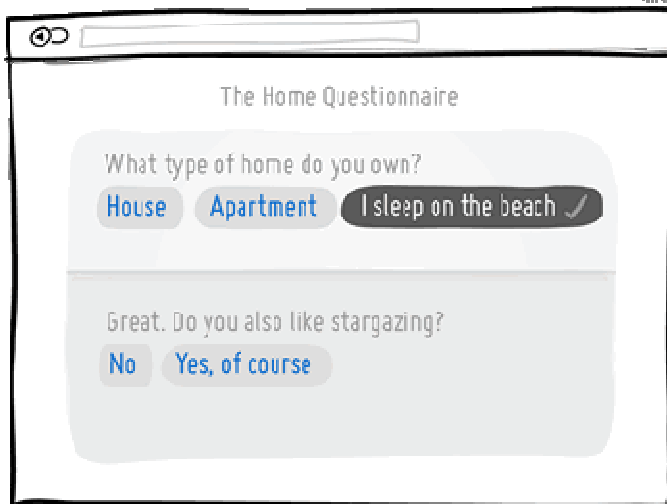 The Home Questionnaire
What type of home do you own?
House Apartment I sleep on the beach
Great. Do you also like stargazing?
No Yes, of course